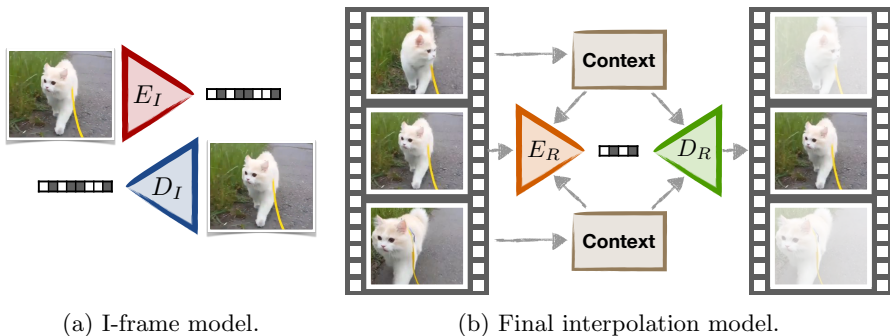 E_I
D_I
Context
E_R
D_R
Context
(a) I-frame model.
(b) Final interpolation model.